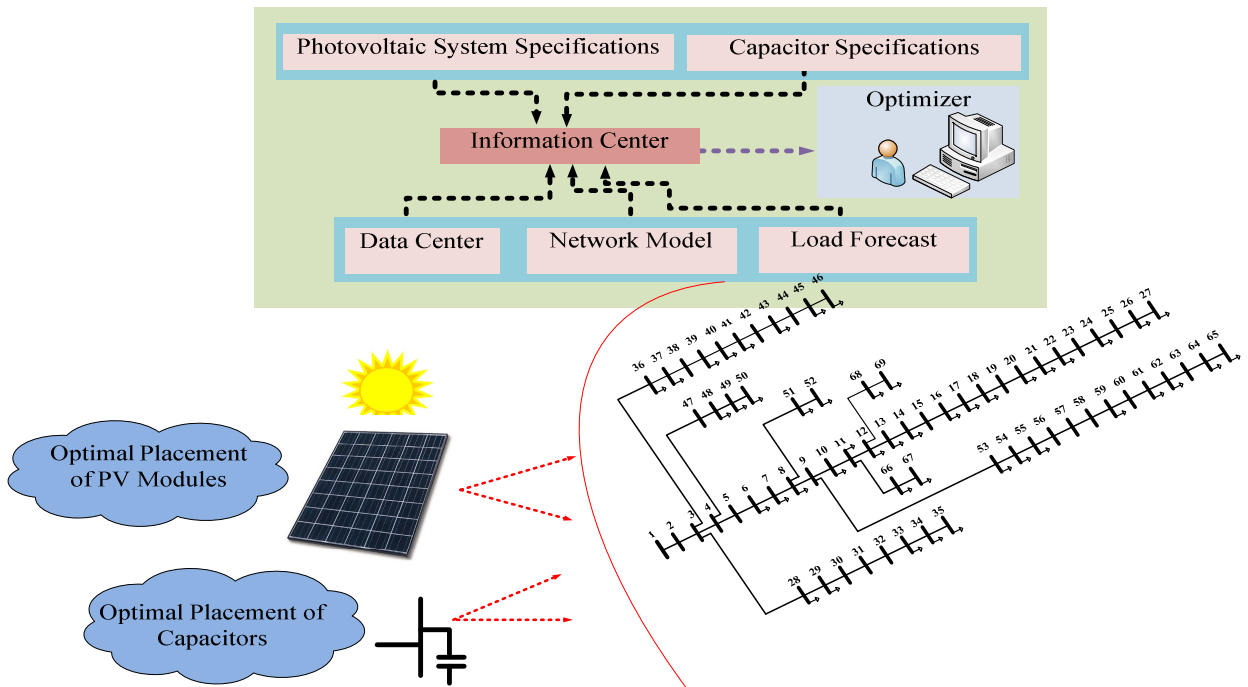 Photovoltaic System Specifications
Capacitor Specifications
Optimizer
Information Center
Data Center
Network Model
Load Forecast
36 37 38 39 40 41 42 43 44 45 46
47 48 49 50
51 52
68 69
1 2 3 4 5 6 7 8 9 10 11 12 13 14 15 16 17 18 19 20 21 22 23 24 25 26 27
66 67
53 54 55 56 57 58 59 60 61 62 63 64 65
28 29 30 31 32 33 34 35
Optimal Placement
of PV Modules
Optimal Placement of
Capacitors